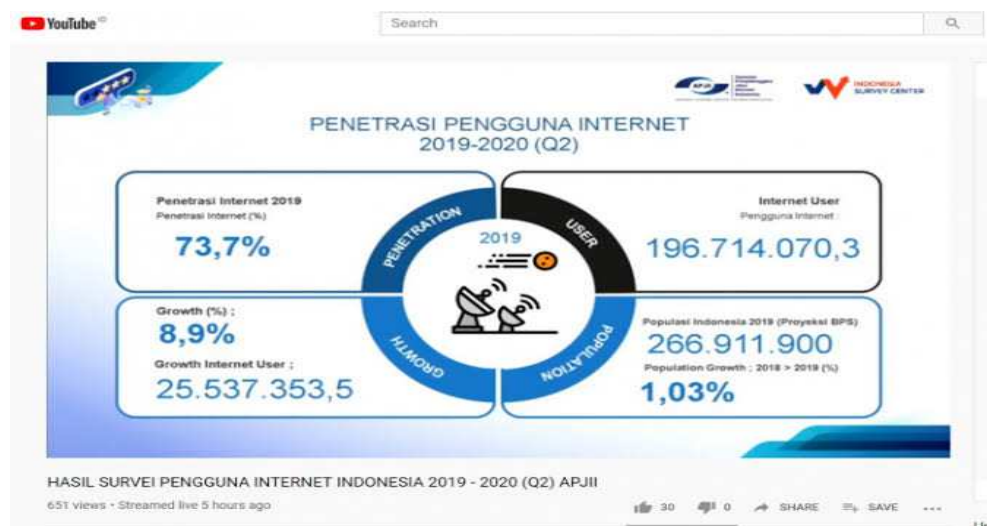 YouTube ID
Search
APJII
INDONESIA
SURVEY CENTER
PENETRASI PENGGUNA INTERNET
2019-2020 (Q2)
Penetrasi Internet 2019
Penetrasi Internet (%)
73,7%
PENETRATION
USER
2019
Internet User
Pengguna Internet :
196.714.070,3
Growth (%) ;
8,9%
Growth Internet User ;
25.537.353,5
GROWTH
POPULATION
Populasi Indonesia 2019 (Proyeksi BPS)
266.911.900
Population Growth ; 2018 > 2019 (%)
1,03%
HASIL SURVEI PENGGUNA INTERNET INDONESIA 2019 - 2020 (Q2) APJII
651 views • Streamed live 5 hours ago
30
0
SHARE
SAVE